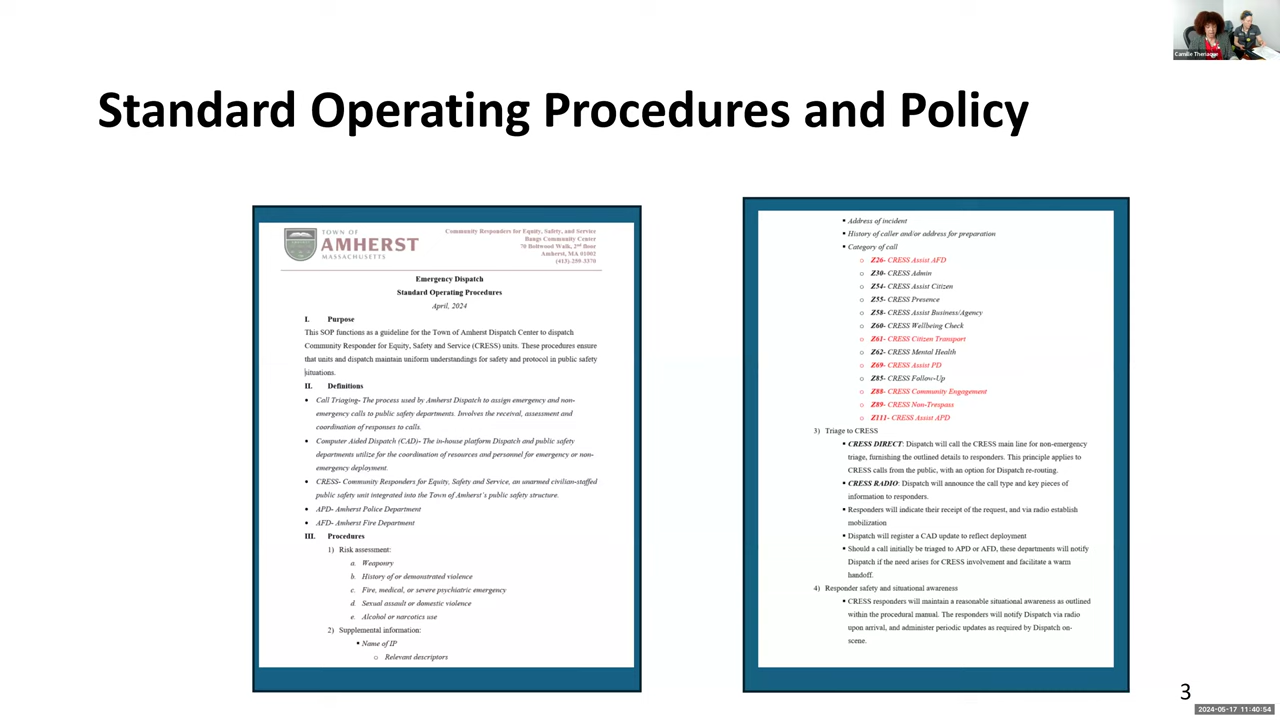 Camille Theriaque
Standard Operating Procedures and Policy
TOWN OF
AMHERST
MASSACHUSETTS
Community Responders for Equity, Safety, and Service
Bangs Community Center
70 Boltwood Walk, 2nd floor
Amherst, MA 01002
(413)-259-3370
Emergency Dispatch
Standard Operating Procedures
April, 2024
I. Purpose
This SOP functions as a guideline for the Town of Amherst Dispatch Center to dispatch
Community Responder for Equity, Safety and Service (CRESS) units. These procedures ensure
that units and dispatch maintain uniform understandings for safety and protocol in public safety
situations.
II. Definitions
• Call Triaging- The process used by Amherst Dispatch to assign emergency and non-
emergency calls to public safety departments. Involves the receival, assessment and
coordination of responses to calls.
• Computer Aided Dispatch (CAD)- The in-house platform Dispatch and public safety
departments utilize for the coordination of resources and personnel for emergency or non-
emergency deployment.
• CRESS- Community Responders for Equity, Safety and Service, an unarmed civilian-staffed
public safety unit integrated into the Town of Amherst's public safety structure.
• APD- Amherst Police Department
• AFD- Amherst Fire Department
III. Procedures
1) Risk assessment:
a. Weaponry
b. History of or demonstrated violence
c. Fire, medical, or severe psychiatric emergency
d. Sexual assault or domestic violence
e. Alcohol or narcotics use
2) Supplemental information:
▪ Name of IP
o Relevant descriptors
▪ Address of incident
▪ History of caller and/or address for preparation
▪ Category of call
o Z26- CRESS Assist AFD
o Z30- CRESS Admin
o Z54- CRESS Assist Citizen
o Z55- CRESS Presence
o Z58- CRESS Assist Business/Agency
o Z60- CRESS Wellbeing Check
o Z61- CRESS Citizen Transport
o Z62- CRESS Mental Health
o Z69- CRESS Assist PD
o Z85- CRESS Follow-Up
o Z88- CRESS Community Engagement
o Z89- CRESS Non-Trespass
o Z111- CRESS Assist APD
3) Triage to CRESS
▪ CRESS DIRECT: Dispatch will call the CRESS main line for non-emergency
triage, furnishing the outlined details to responders. This principle applies to
CRESS calls from the public, with an option for Dispatch re-routing.
▪ CRESS RADIO: Dispatch will announce the call type and key pieces of
information to responders.
▪ Responders will indicate their receipt of the request, and via radio establish
mobilization
▪ Dispatch will register a CAD update to reflect deployment
▪ Should a call initially be triaged to APD or AFD, these departments will notify
Dispatch if the need arises for CRESS involvement and facilitate a warm
handoff.
4) Responder safety and situational awareness
▪ CRESS responders will maintain a reasonable situational awareness as outlined
within the procedural manual. The responders will notify Dispatch via radio
upon arrival, and administer periodic updates as required by Dispatch on-
scene.
3
2024-05-17 11:40:54